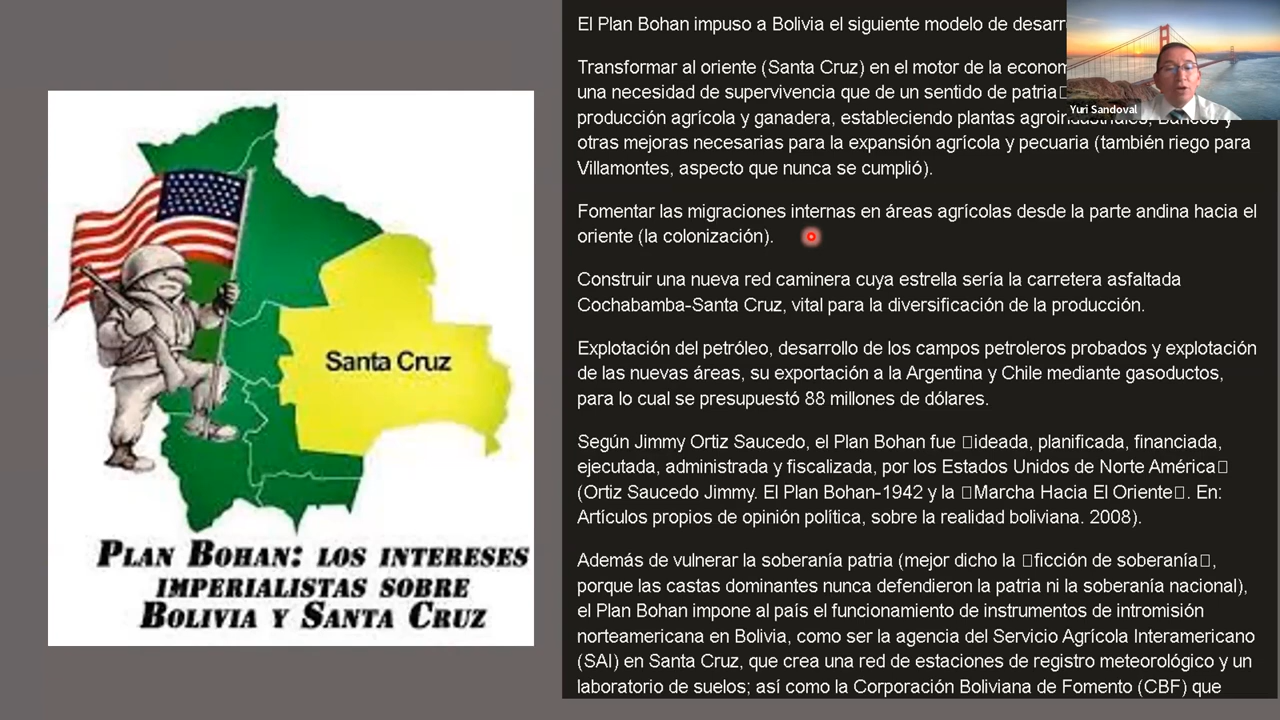 Santa Cruz
PLAN BOHAN: LOS INTERESES
IMPERIALISTAS SOBRE
BOLIVIA Y SANTA CRUZ
El Plan Bohan impuso a Bolivia el siguiente modelo de
Transformar al oriente (Santa Cruz) en el motor de la
una necesidad de supervivencia que de un sentido de patria□
producción agrícola y ganadera, estableciendo plantas
otras mejoras necesarias para la expansión agrícola y pecuaria (también riego para
Villamontes, aspecto que nunca se cumplió).
Fomentar las migraciones internas en áreas agrícolas desde la parte andina hacia el
oriente (la colonización).
Construir una nueva red caminera cuya estrella sería la carretera asfaltada
Cochabamba-Santa Cruz, vital para la diversificación de la producción.
Explotación del petróleo, desarrollo de los campos petroleros probados y explotación
de las nuevas áreas, su exportación a la Argentina y Chile mediante gasoductos,
para lo cual se presupuestó 88 millones de dólares.
Según Jimmy Ortiz Saucedo, el Plan Bohan fue □ideada, planificada, financiada,
ejecutada, administrada y fiscalizada, por los Estados Unidos de Norte América□
(Ortiz Saucedo Jimmy. El Plan Bohan-1942 y la □Marcha Hacia El Oriente□. En:
Artículos propios de opinión política, sobre la realidad boliviana. 2008).
Además de vulnerar la soberanía patria (mejor dicho la □ficción de soberanía□,
porque las castas dominantes nunca defendieron la patria ni la soberanía nacional),
el Plan Bohan impone al país el funcionamiento de instrumentos de intromisión
norteamericana en Bolivia, como ser la agencia del Servicio Agrícola Interamericano
(SAI) en Santa Cruz, que crea una red de estaciones de registro meteorológico y un
laboratorio de suelos; así como la Corporación Boliviana de Fomento (CBF) que
Yuri Sandoval